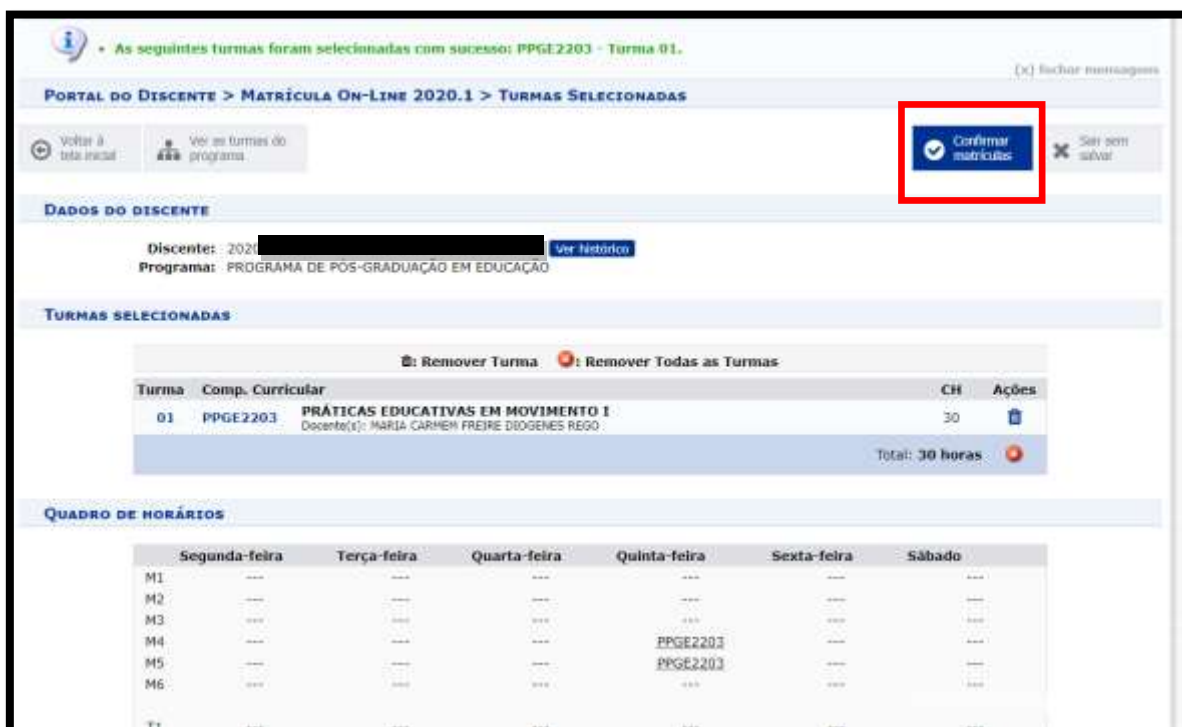 • As seguintes turmas foram selecionadas com sucesso: PPGE2203 - Turma 01.
(x) fechar mensagens
PORTAL DO DISCENTE > MATRÍCULA ON-LINE 2020.1 > TURMAS SELECIONADAS
Voltar à
tela inicial
Ver as turmas do
programa
Confirmar
matrículas
Sair sem
salvar
DADOS DO DISCENTE
Discente: 2020 Ver histórico
Programa: PROGRAMA DE PÓS-GRADUAÇÃO EM EDUCAÇÃO
TURMAS SELECIONADAS
: Remover Turma : Remover Todas as Turmas
Turma Comp. Curricular CH Ações
01 PPGE2203 PRÁTICAS EDUCATIVAS EM MOVIMENTO I 30
Docente(s): MARIA CARMEM FREIRE DIOGENES REGO
Total: 30 horas
QUADRO DE HORÁRIOS
Segunda-feira Terça-feira Quarta-feira Quinta-feira Sexta-feira Sábado
M1 --- --- --- --- --- ---
M2 --- --- --- --- --- ---
M3 --- --- --- --- --- ---
M4 --- --- --- PPGE2203 --- ---
M5 --- --- --- PPGE2203 --- ---
M6 --- --- --- --- --- ---
T1 --- --- --- --- --- ---